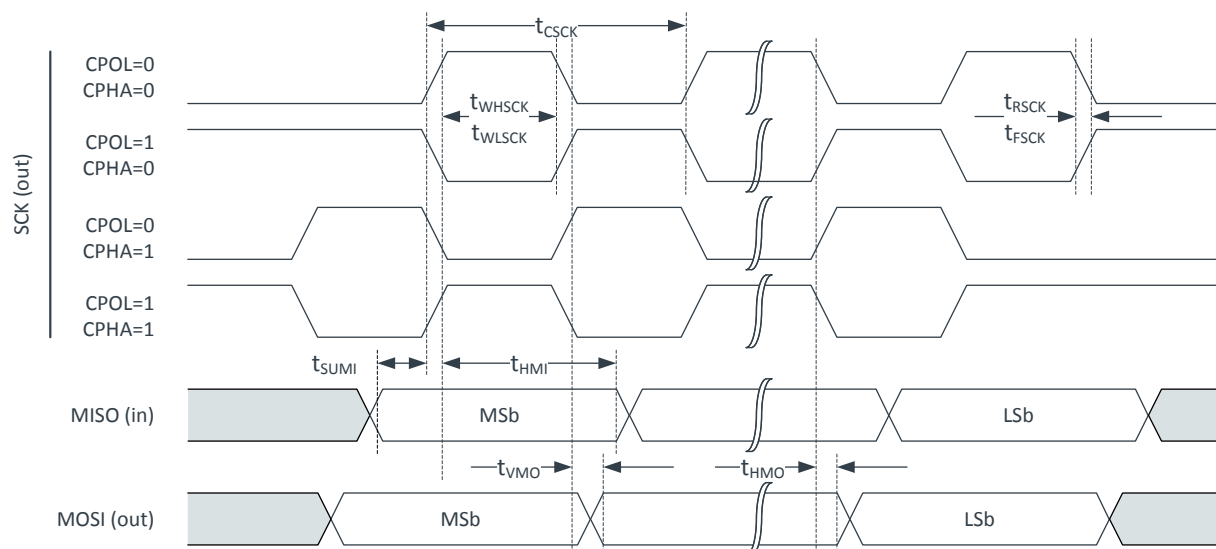 tCSCK
SCK (out)
CPOL=0
CPHA=0
tWHSCK
tWLSCK
tRSCK
tFSCK
CPOL=1
CPHA=0
CPOL=0
CPHA=1
CPOL=1
CPHA=1
tSUMI
tHMI
MISO (in)
MSb
LSb
tVMO
tHMO
MOSI (out)
MSb
LSb